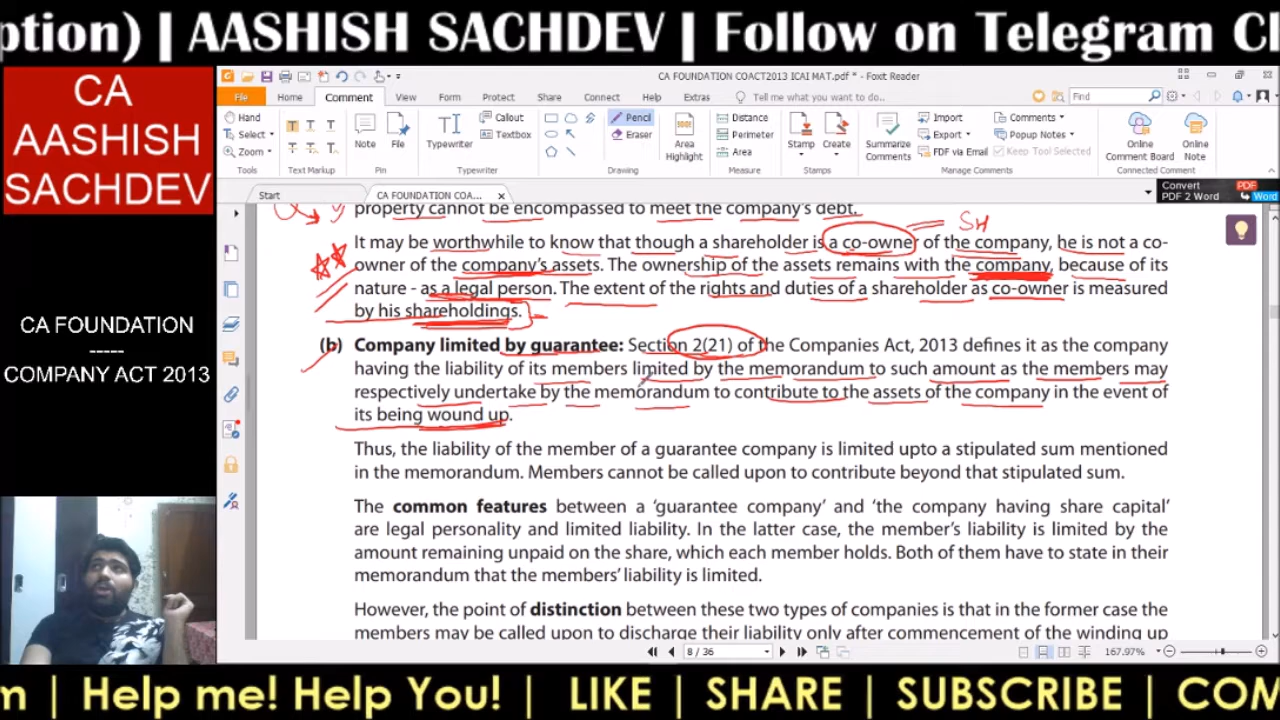 ption) | AASHISH SACHDEV | Follow on Telegram Cl
CA
AASHISH
SACHDEV
CA FOUNDATION
-----
COMPANY ACT 2013
CA FOUNDATION COACT2013 ICAI MAT.pdf * - Foxit Reader
File Home Comment View Form Protect Share Connect Help Extras Tell me what you want to do.. Find
Hand
Select
Zoom
Tools
Text Markup
Note
File
Pin
Typewriter
Callout
Textbox
Typewriter
Pencil
Eraser
Drawing
Area
Highlight
Distance
Perimeter
Area
Measure
Stamp
Create
Stamps
Summarize
Comments
Import
Export
FDF via Email
Comments
Popup Notes
Keep Tool Selected
Manage Comments
Online
Comment Board
Online
Note
Connected Comment
Start
CA FOUNDATION COA...
Convert
PDF 2 Word
PDF
Word
property cannot be encompassed to meet the company's debt.
SH
It may be worthwhile to know that though a shareholder is a co-owner of the company, he is not a co-
owner of the company's assets. The ownership of the assets remains with the company, because of its
nature - as a legal person. The extent of the rights and duties of a shareholder as co-owner is measured
by his shareholdings.
(b) Company limited by guarantee: Section 2(21) of the Companies Act, 2013 defines it as the company
having the liability of its members limited by the memorandum to such amount as the members may
respectively undertake by the memorandum to contribute to the assets of the company in the event of
its being wound up.
Thus, the liability of the member of a guarantee company is limited upto a stipulated sum mentioned
in the memorandum. Members cannot be called upon to contribute beyond that stipulated sum.
The common features between a 'guarantee company' and 'the company having share capital'
are legal personality and limited liability. In the latter case, the member's liability is limited by the
amount remaining unpaid on the share, which each member holds. Both of them have to state in their
memorandum that the members' liability is limited.
However, the point of distinction between these two types of companies is that in the former case the
members may be called upon to discharge their liability only after commencement of the winding up
8 / 36
167.97%
m | Help me! Help You! | LIKE | SHARE | SUBSCRIBE | COM